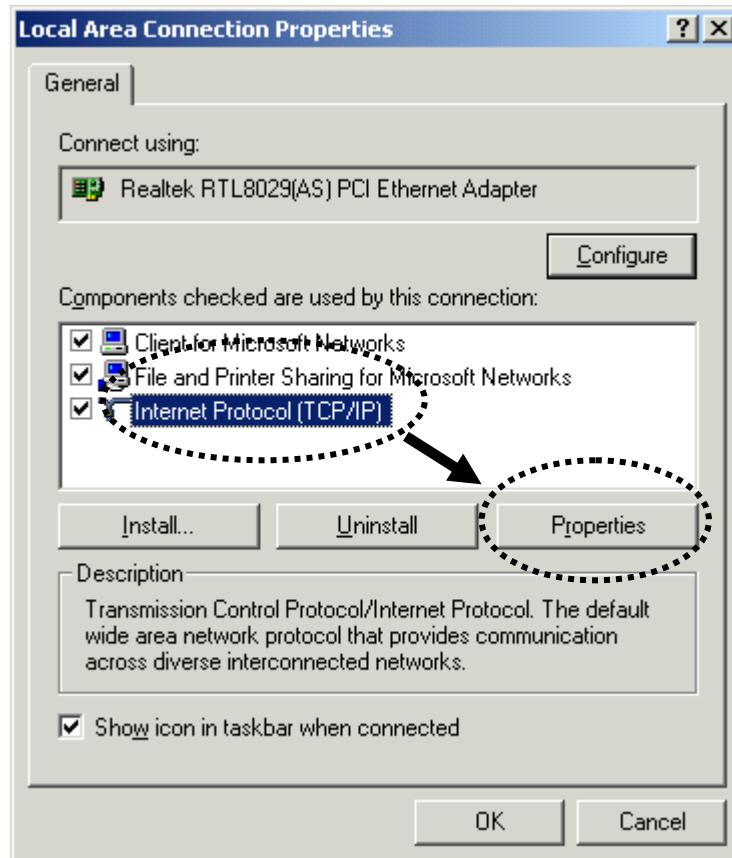 Local Area Connection Properties
General
Connect using:
Realtek RTL8029(AS) PCI Ethernet Adapter
Configure
Components checked are used by this connection:
Client for Microsoft Networks
File and Printer Sharing for Microsoft Networks
Internet Protocol (TCP/IP)
Install... Uninstall Properties
Description
Transmission Control Protocol/Internet Protocol. The default
wide area network protocol that provides communication
across diverse interconnected networks.
Show icon in taskbar when connected
OK Cancel